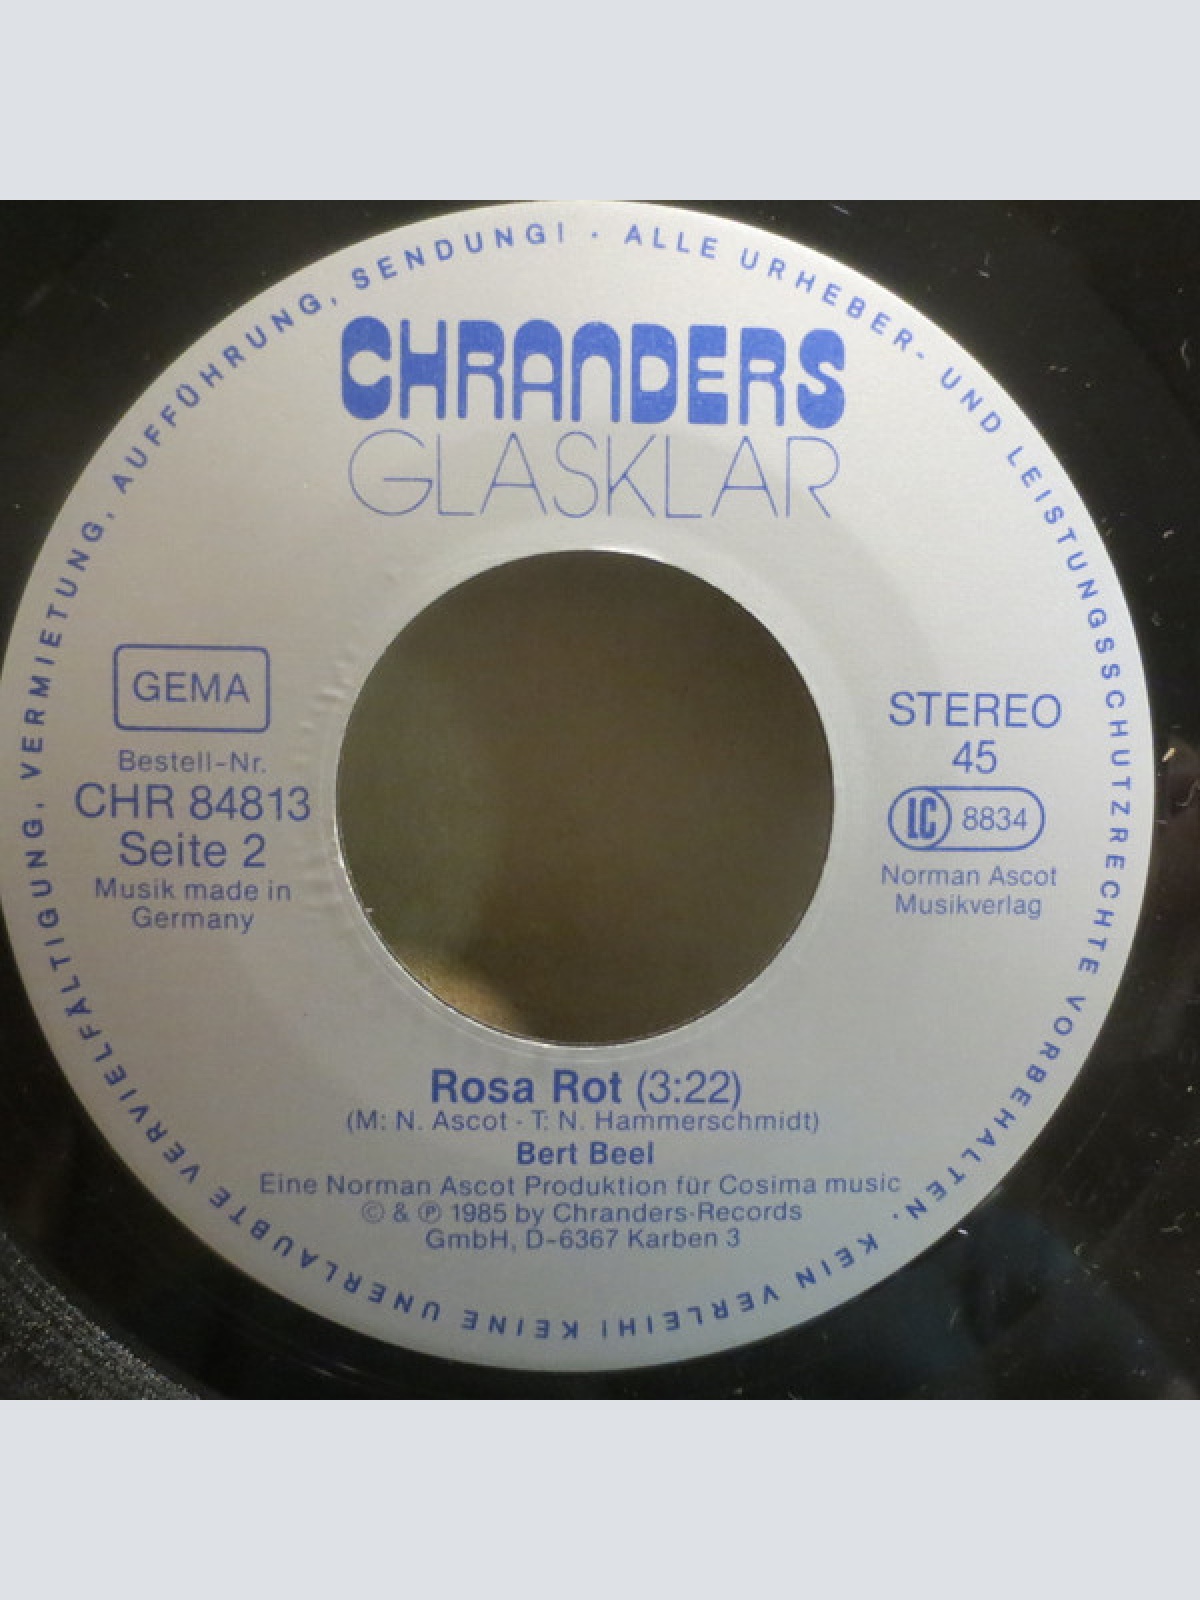 ALLE URHEBER- UND LEISTUNGSSCHUTZRECHTE VORBEHALTEN. KEIN VERLEIH! KEINE UNERLAUBTE VERVIELFÄLTIGUNG, VERMIETUNG, AUFFÜHRUNG, SENDUNG! ·
CHRANDERS
GLASKLAR
GEMA
Bestell-Nr.
CHR 84813
Seite 2
Musik made in
Germany
STEREO
45
LC 8834
Norman Ascot
Musikverlag
Rosa Rot (3:22)
(M: N. Ascot · T: N. Hammerschmidt)
Bert Beel
Eine Norman Ascot Produktion für Cosima music
© & ℗ 1985 by Chranders-Records
GmbH, D-6367 Karben 3